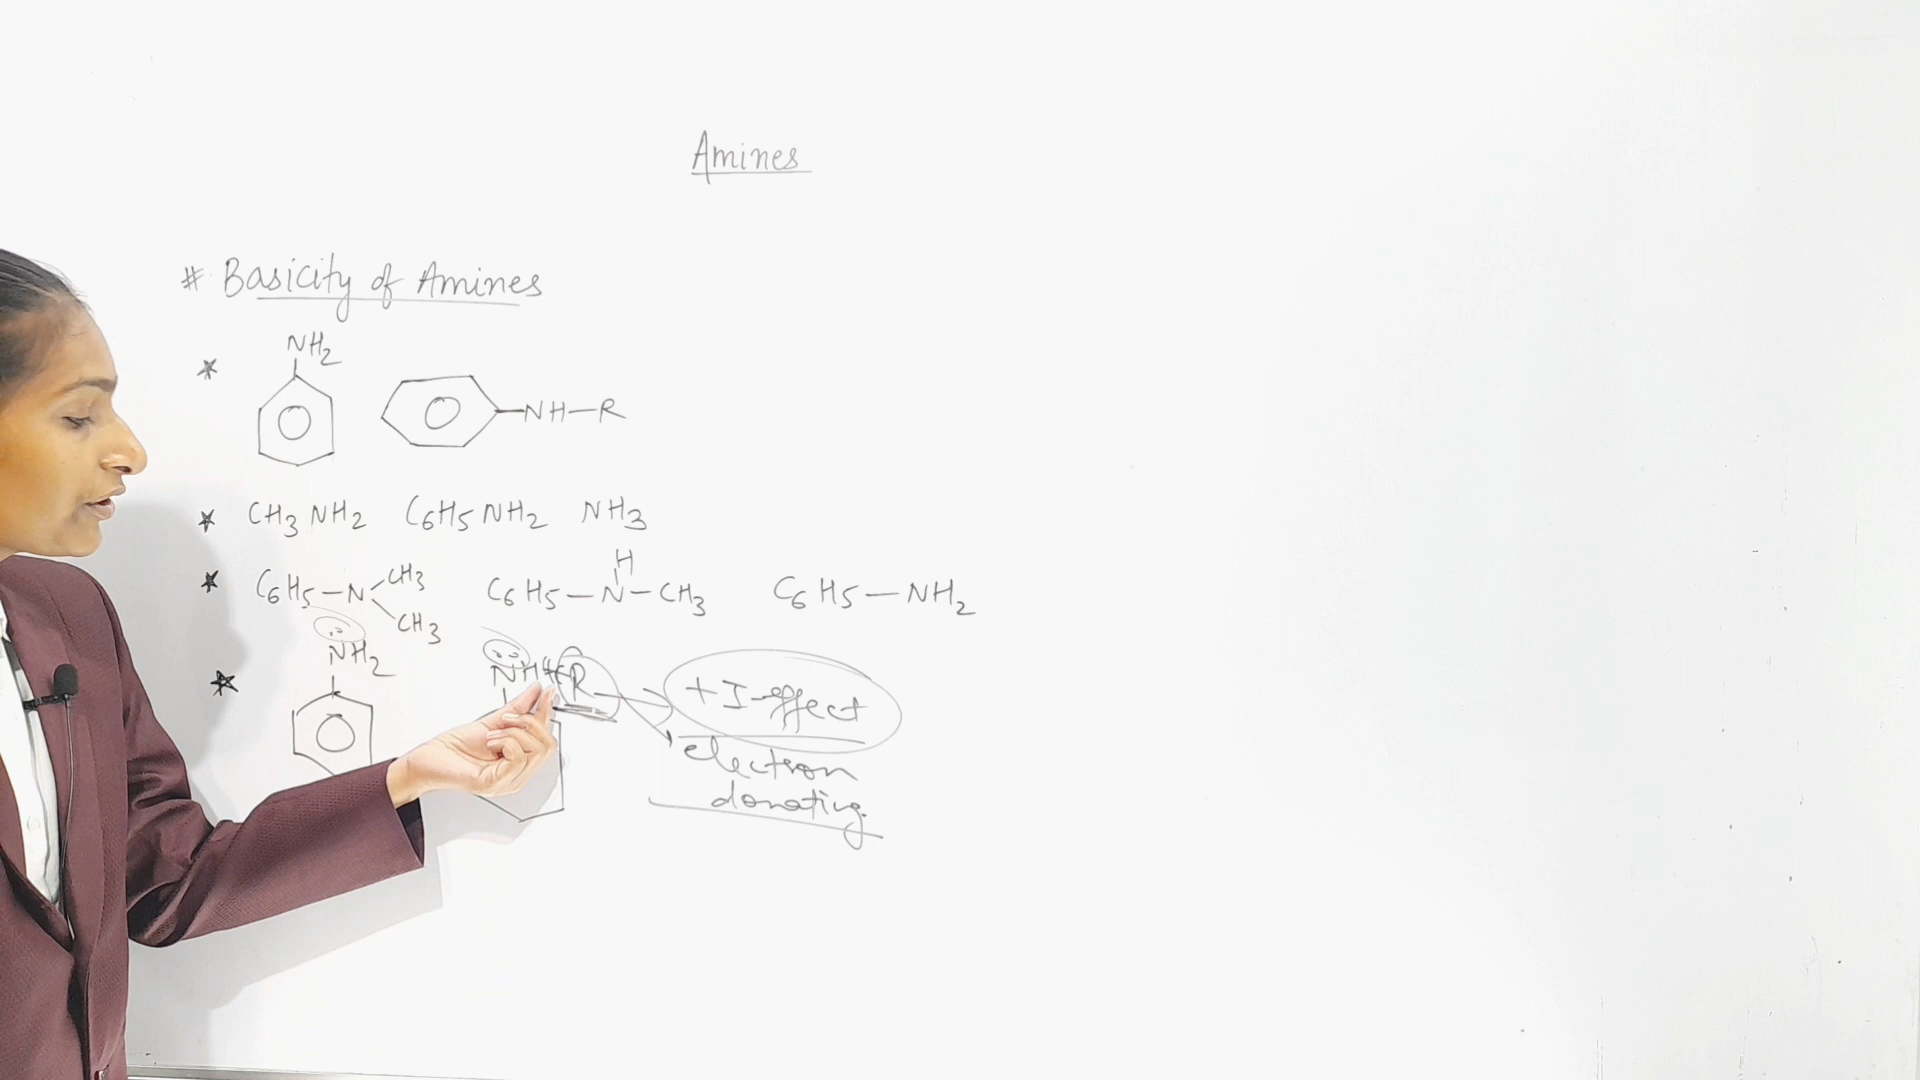 Amines
# Basicity of Amines
NH2
NH-R
* CH3NH2 C6H5NH2 NH3
* C6H5-N CH3 CH3 C6H5-N-CH3 H C6H5-NH2
* NH2 NH R +I-effect
electron
donating